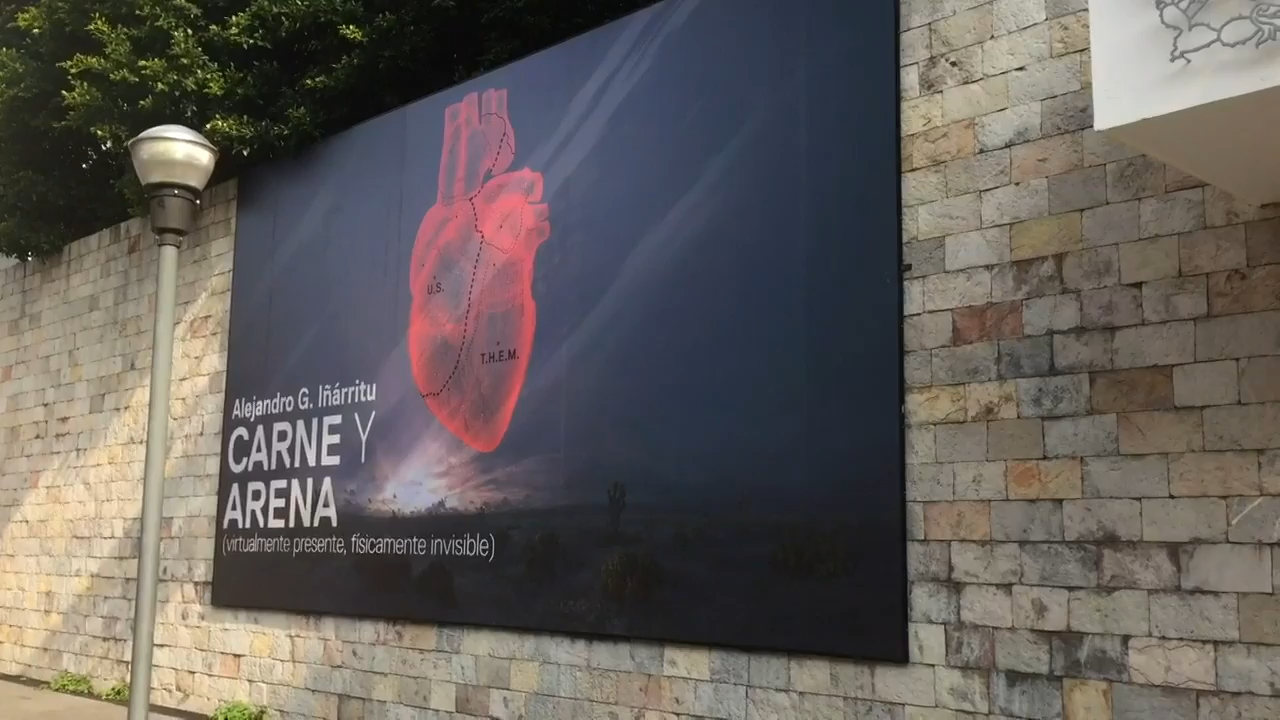 U.S.
T.H.E.M.
Alejandro G. Iñárritu
CARNE Y
ARENA
(virtualmente presente, físicamente invisible)